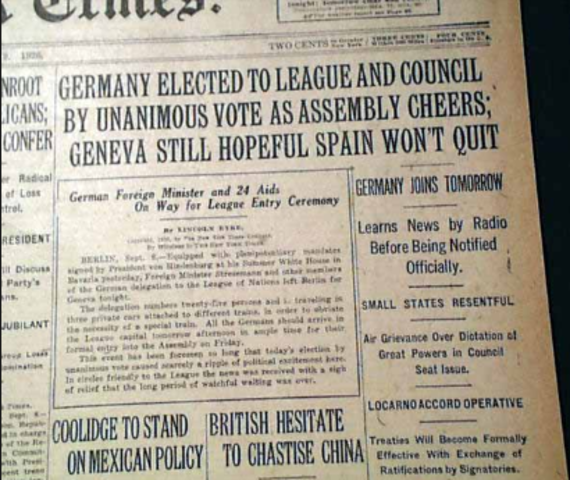 Times.
TWO CENTS
1926.
NROOT
LICANS;
CONFER
GERMANY ELECTED TO LEAGUE AND COUNCIL
BY UNANIMOUS VOTE AS ASSEMBLY CHEERS;
GENEVA STILL HOPEFUL SPAIN WON'T QUIT
er Radical
of Loss
trol.
RESIDENT
ill Discuss
Party's
ans.
JUBILANT
German Foreign Minister and 24 Aids
On Way for League Entry Ceremony
By LINCOLN EYRE.
BERLIN, Sept. 8.—Equipped with plenipotentiary mandates
signed by President von Hindenburg at his Summer White House in
Bavaria yesterday, Foreign Minister Stresemann and other members
of the German delegation to the League of Nations left Berlin for
Geneva tonight.
The delegation numbers twenty-five persons and is traveling in
three private cars attached to different trains, in order to obviate
the necessity of a special train. All the Germans should arrive in
the League capital tomorrow afternoon in ample time for their
formal entry into the Assembly on Friday.
This event has been foreseen so long that today's election by
unanimous vote caused scarcely a ripple of political excitement here.
In circles friendly to the League the news was received with a sigh
of relief that the long period of watchful waiting was over.
GERMANY JOINS TOMORROW
Learns News by Radio
Before Being Notified
Officially.
SMALL STATES RESENTFUL
Air Grievance Over Dictation of
Great Powers in Council
Seat Issue.
LOCARNO ACCORD OPERATIVE
Treaties Will Become Formally
Effective With Exchange of
Ratifications by Signatories.
COOLIDGE TO STAND
ON MEXICAN POLICY
BRITISH HESITATE
TO CHASTISE CHINA